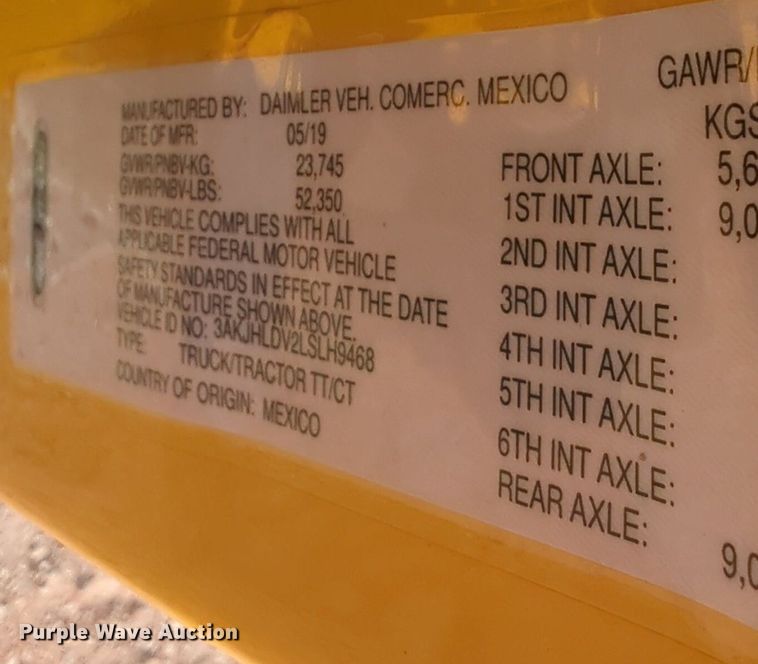 MANUFACTURED BY: DAIMLER VEH. COMERC. MEXICO
DATE OF MFR: 05/19
GVWR/PNBV-KG: 23,745
GVWR/PNBV-LBS: 52,350
THIS VEHICLE COMPLIES WITH ALL
APPLICABLE FEDERAL MOTOR VEHICLE
SAFETY STANDARDS IN EFFECT AT THE DATE
OF MANUFACTURE SHOWN ABOVE.
VEHICLE ID NO: 3AKJHLDV2LSLH9468
TYPE: TRUCK/TRACTOR TT/CT
COUNTRY OF ORIGIN: MEXICO
GAWR/
KGS
FRONT AXLE: 5,6
1ST INT AXLE: 9,0
2ND INT AXLE:
3RD INT AXLE:
4TH INT AXLE:
5TH INT AXLE:
6TH INT AXLE:
REAR AXLE: 9,0
Purple Wave Auction